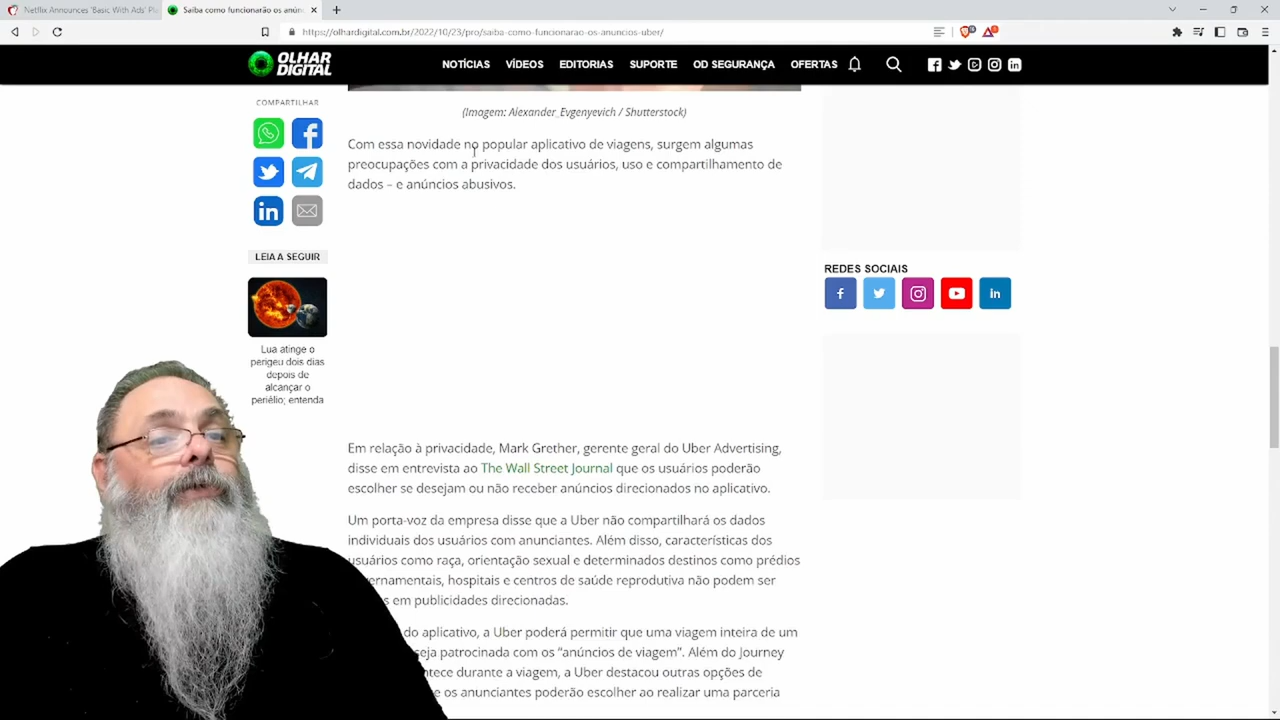 Netflix Announces 'Basic With Ads' Pl
Saiba como funcionarão os anún
https://olhardigital.com.br/2022/10/23/pro/saiba-como-funcionarao-os-anuncios-uber/
OLHAR
DIGITAL
NOTÍCIAS VÍDEOS EDITORIAS SUPORTE OD SEGURANÇA OFERTAS
COMPARTILHAR
(Imagem: Alexander_Evgenyevich / Shutterstock)
Com essa novidade no popular aplicativo de viagens, surgem algumas
preocupações com a privacidade dos usuários, uso e compartilhamento de
dados – e anúncios abusivos.
LEIA A SEGUIR
Lua atinge o
perigeu dois dias
depois de
alcançar o
periélio; entenda
REDES SOCIAIS
Em relação à privacidade, Mark Grether, gerente geral do Uber Advertising,
disse em entrevista ao The Wall Street Journal que os usuários poderão
escolher se desejam ou não receber anúncios direcionados no aplicativo.
Um porta-voz da empresa disse que a Uber não compartilhará os dados
individuais dos usuários com anunciantes. Além disso, características dos
usuários como raça, orientação sexual e determinados destinos como prédios
vernamentais, hospitais e centros de saúde reprodutiva não podem ser
em publicidades direcionadas.
do aplicativo, a Uber poderá permitir que uma viagem inteira de um
seja patrocinada com os “anúncios de viagem”. Além do Journey
ntece durante a viagem, a Uber destacou outras opções de
e os anunciantes poderão escolher ao realizar uma parceria